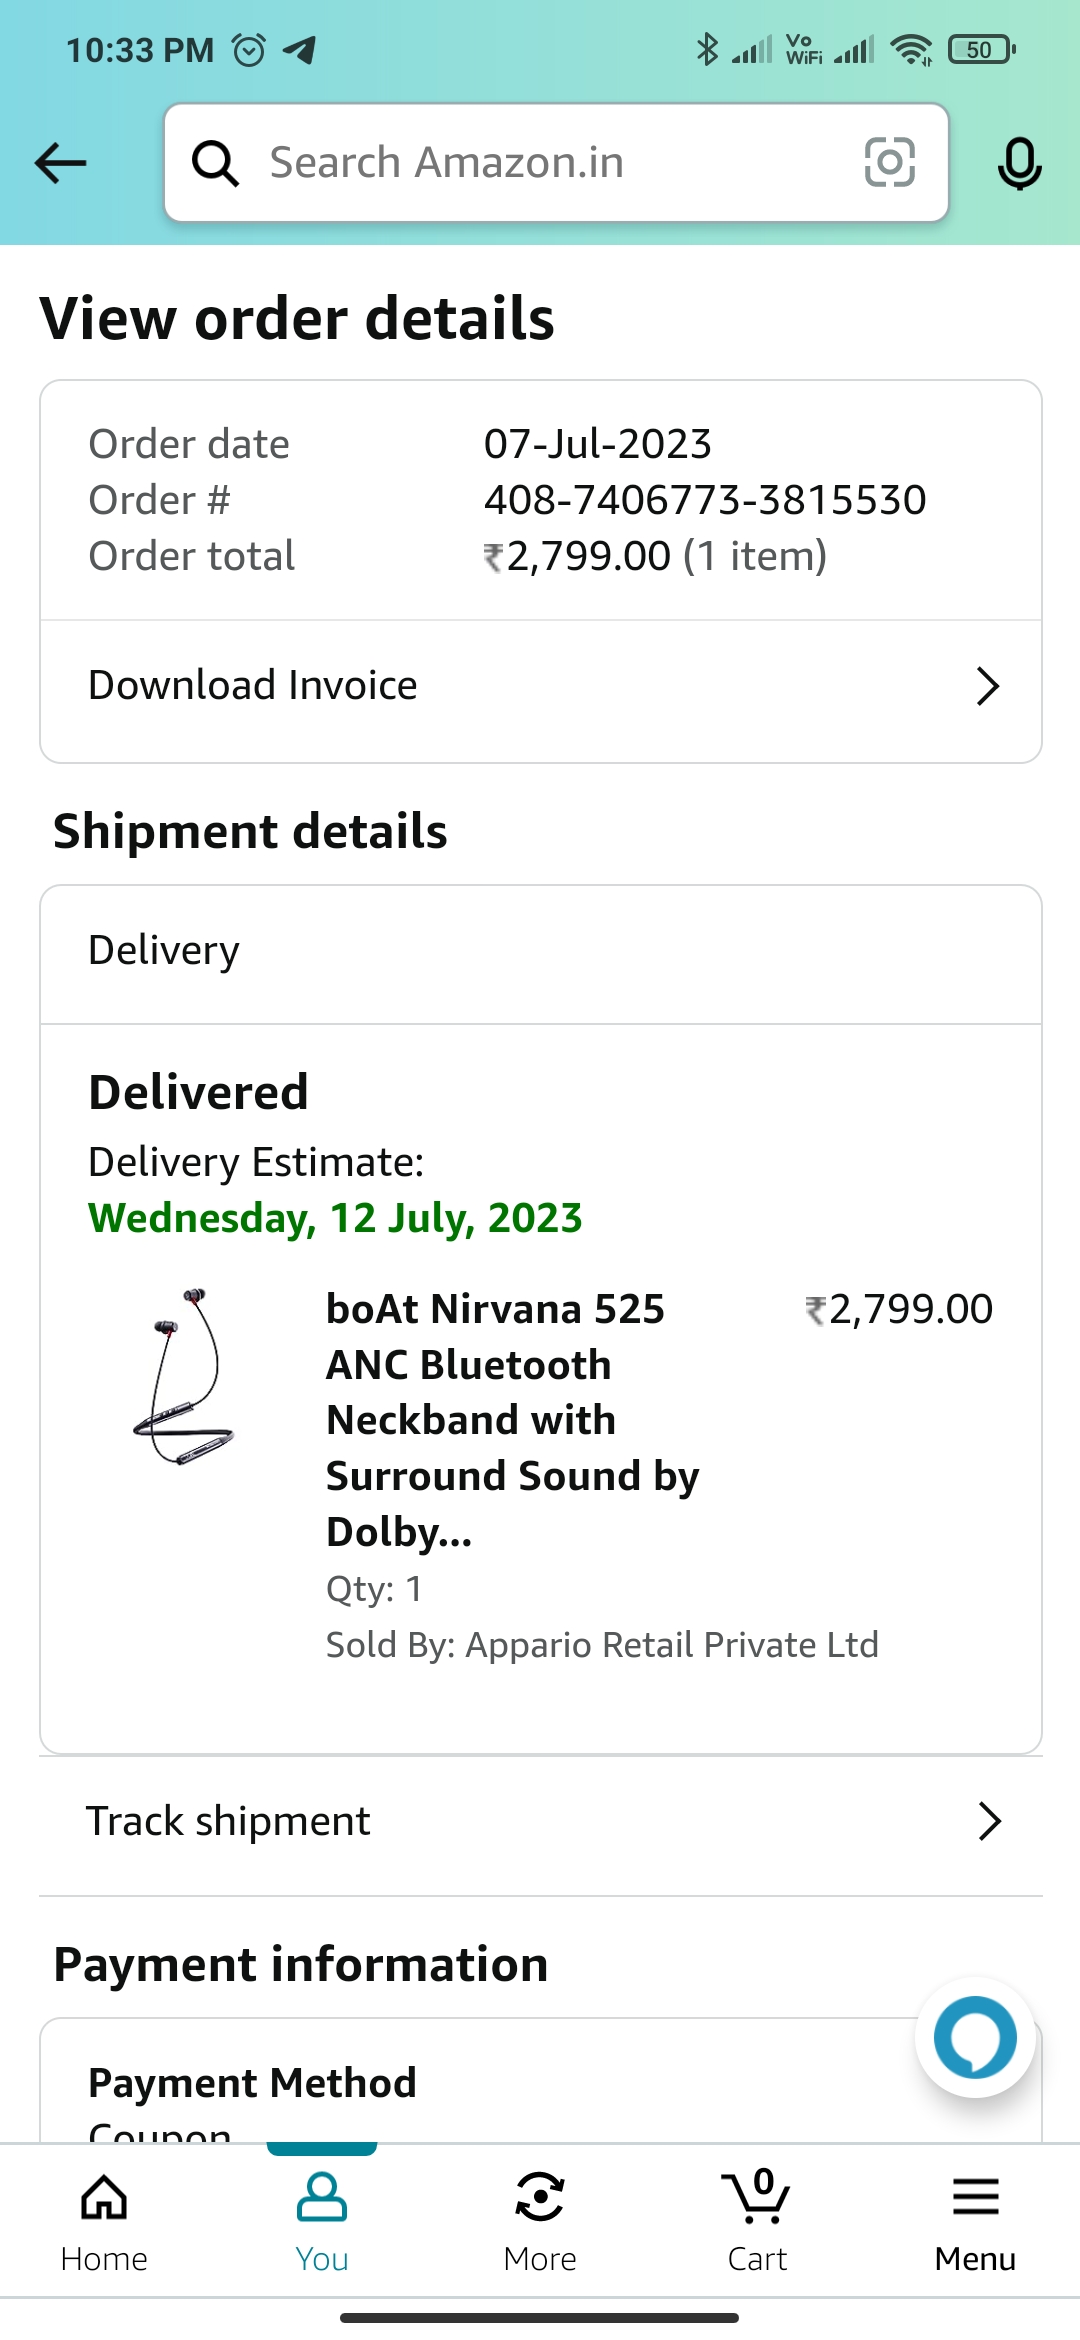 10:33 PM
Vo
WiFi
50
Search Amazon.in
View order details
Order date 07-Jul-2023
Order # 408-7406773-3815530
Order total ₹2,799.00 (1 item)
Download Invoice
Shipment details
Delivery
Delivered
Delivery Estimate:
Wednesday, 12 July, 2023
boAt Nirvana 525 ₹2,799.00
ANC Bluetooth
Neckband with
Surround Sound by
Dolby...
Qty: 1
Sold By: Appario Retail Private Ltd
Track shipment
Payment information
Payment Method
Coupon
0
Home You More Cart Menu